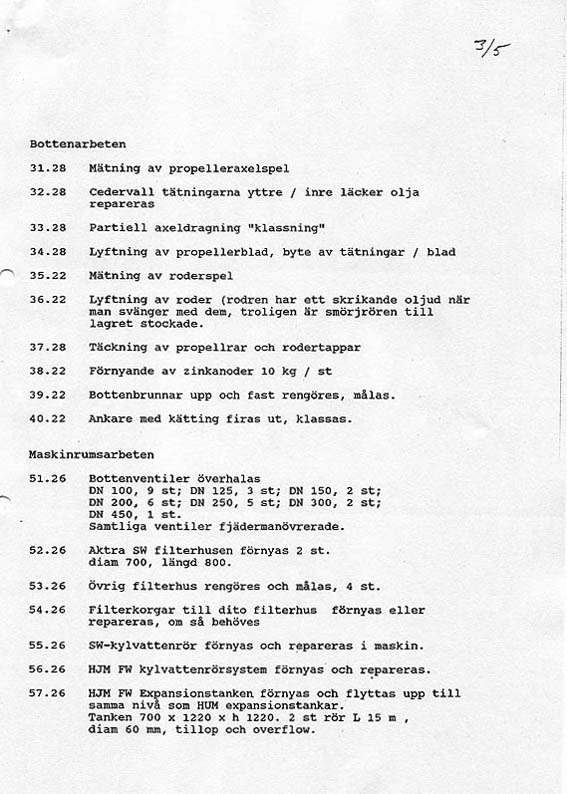 3/5
Bottenarbeten
31.28 Mätning av propelleraxelspel
32.28 Cedervall tätningarna yttre / inre läcker olja
repareras
33.28 Partiell axeldragning "klassning"
34.28 Lyftning av propellerblad, byte av tätningar / blad
35.22 Mätning av roderspel
36.22 Lyftning av roder (rodren har ett skrikande oljud när
man svänger med dem, troligen är smörjrören till
lagret stockade.
37.28 Täckning av propellrar och rodertappar
38.22 Förnyande av zinkanoder 10 kg / st
39.22 Bottenbrunnar upp och fast rengöres, målas.
40.22 Ankare med kätting firas ut, klassas.
Maskinrumsarbeten
51.26 Bottenventiler överhalas
DN 100, 9 st; DN 125, 3 st; DN 150, 2 st;
DN 200, 6 st; DN 250, 5 st; DN 300, 2 st;
DN 450, 1 st.
Samtliga ventiler fjädermanövrerade.
52.26 Aktra SW filterhusen förnyas 2 st.
diam 700, längd 800.
53.26 Övrig filterhus rengöres och målas, 4 st.
54.26 Filterkorgar till dito filterhus förnyas eller
repareras, om så behöves
55.26 SW-kylvattenrör förnyas och repareras i maskin.
56.26 HJM FW kylvattenrörsystem förnyas och repareras.
57.26 HJM FW Expansionstanken förnyas och flyttas upp till
samma nivå som HUM expansionstankar.
Tanken 700 x 1220 x h 1220. 2 st rör L 15 m ,
diam 60 mm, tillop och overflow.